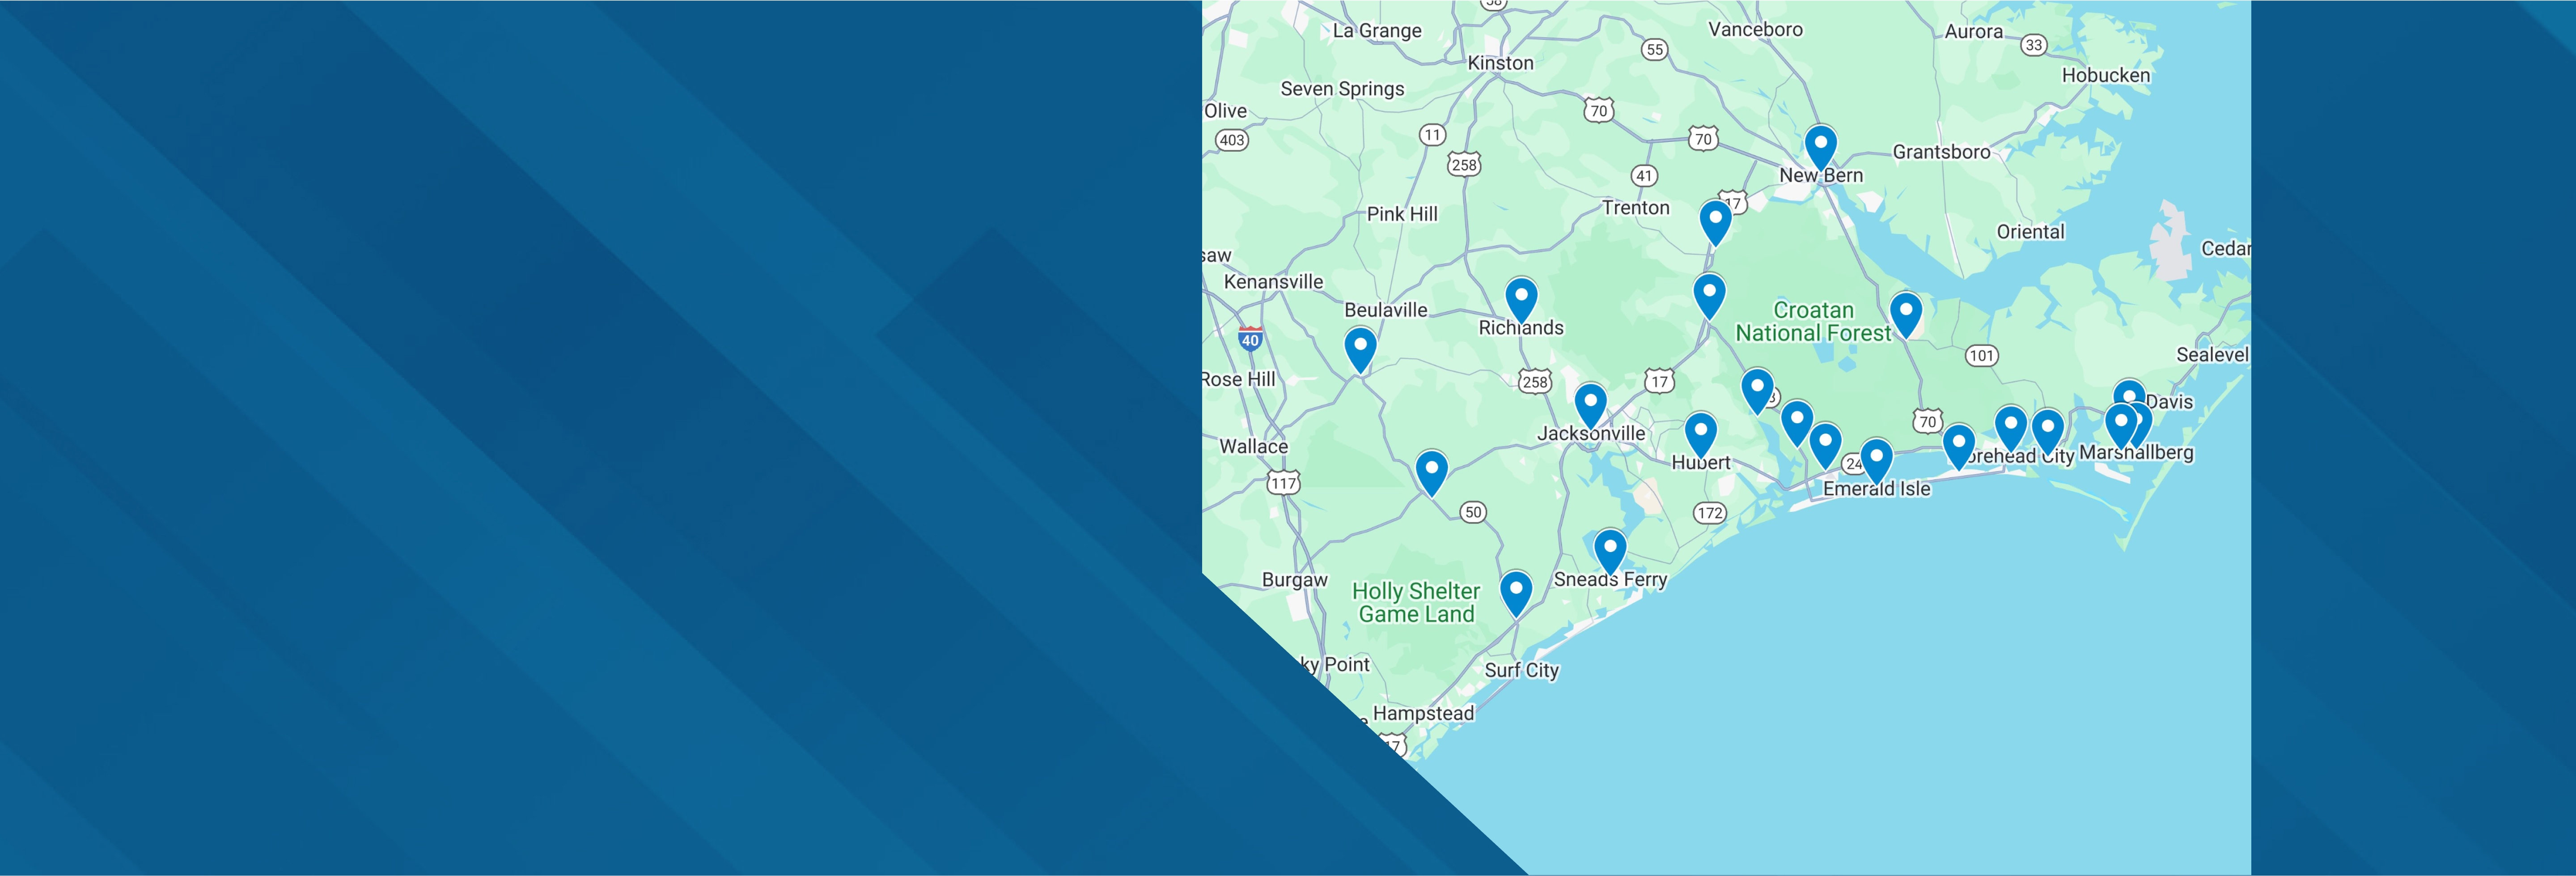 58
La Grange
Vanceboro
Aurora
33
55
Kinston
Hobucken
Seven Springs
Olive
70
403
11
70
Grantsboro
258
New Bern
41
17
Trenton
Pink Hill
Oriental
Cedar
saw
Kenansville
Beulaville
Croatan
National Forest
Richlands
40
101
Sealevel
Rose Hill
258
17
Davis
70
Jacksonville
Wallace
Hubert
orehead City
Marshallberg
24
117
Emerald Isle
50
172
Burgaw
Sneads Ferry
Holly Shelter
Game Land
ky Point
Surf City
Hampstead
17